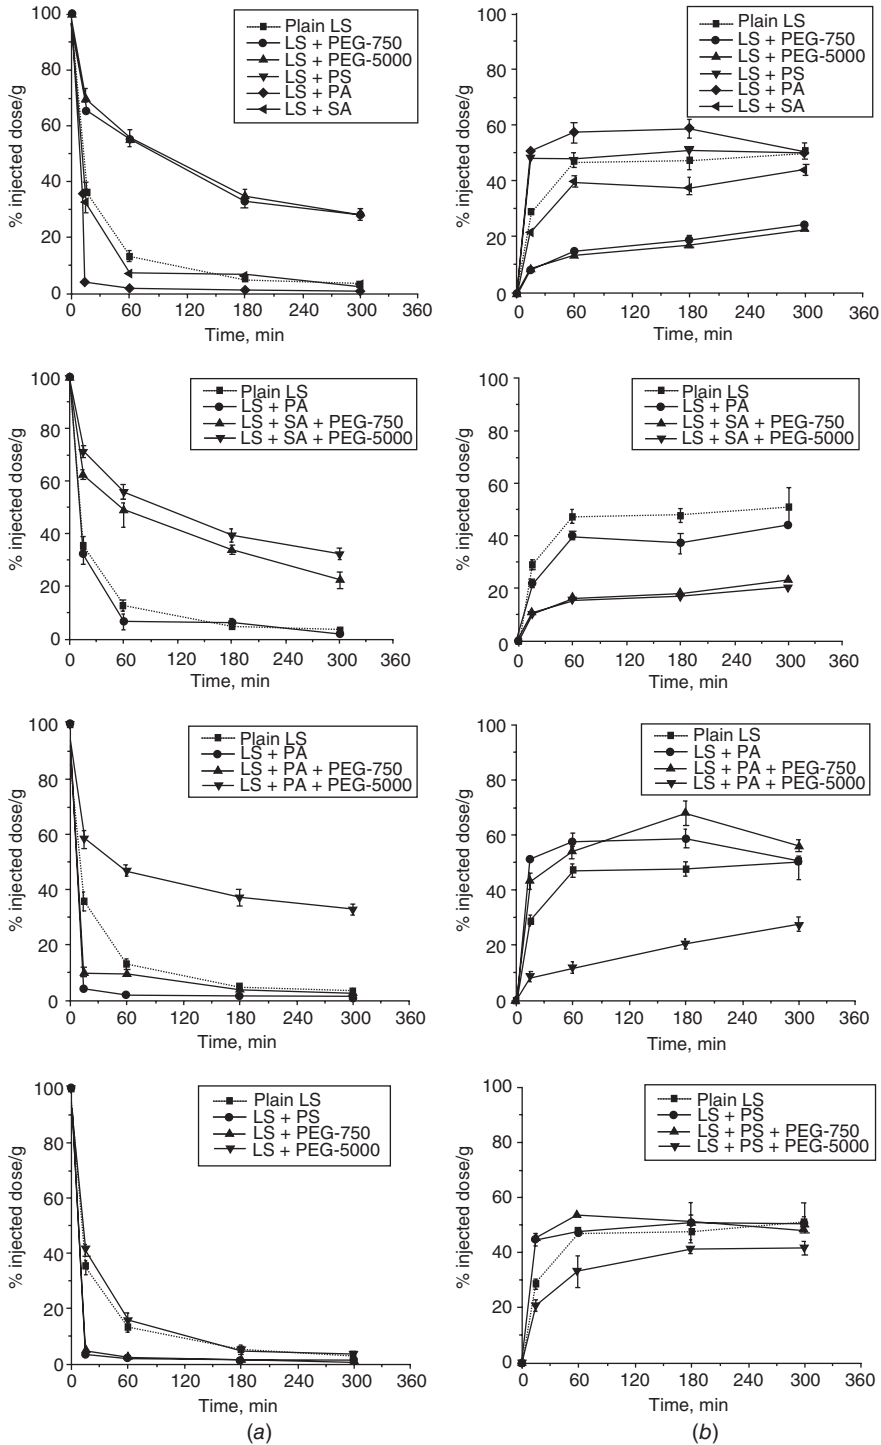 100
80
60
40
20
0
% injected dose/g
Plain LS
LS + PEG-750
LS + PEG-5000
LS + PS
LS + PA
LS + SA
0 60 120 180 240 300 360
Time, min
100
80
60
40
20
0
% injected dose/g
Plain LS
LS + PEG-750
LS + PEG-5000
LS + PS
LS + PA
LS + SA
0 60 120 180 240 300 360
Time, min
100
80
60
40
20
0
% injected dose/g
Plain LS
LS + PA
LS + SA + PEG-750
LS + SA + PEG-5000
0 60 120 180 240 300 360
Time, min
100
80
60
40
20
0
% injected dose/g
Plain LS
LS + PA
LS + SA + PEG-750
LS + SA + PEG-5000
0 60 120 180 240 300 360
Time, min
100
80
60
40
20
0
% injected dose/g
Plain LS
LS + PA
LS + PA + PEG-750
LS + PA + PEG-5000
0 60 120 180 240 300 360
Time, min
100
80
60
40
20
0
% injected dose/g
Plain LS
LS + PA
LS + PA + PEG-750
LS + PA + PEG-5000
0 60 120 180 240 300 360
Time, min
100
80
60
40
20
0
% injected dose/g
Plain LS
LS + PS
LS + PEG-750
LS + PEG-5000
0 60 120 180 240 300 360
Time, min
(a)
100
80
60
40
20
0
% injected dose/g
Plain LS
LS + PS
LS + PS + PEG-750
LS + PS + PEG-5000
0 60 120 180 240 300 360
Time, min
(b)